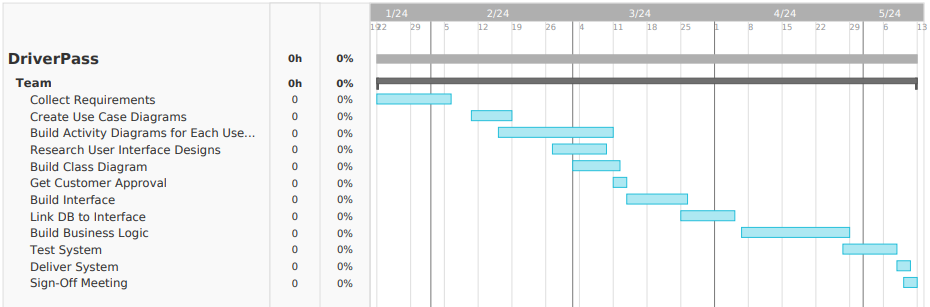 1/24 2/24 3/24 4/24 5/24
22 29 5 12 19 26 4 11 18 25 1 8 15 22 29 6 13
DriverPass 0h 0%
Team 0h 0%
Collect Requirements 0 0%
Create Use Case Diagrams 0 0%
Build Activity Diagrams for Each Use... 0 0%
Research User Interface Designs 0 0%
Build Class Diagram 0 0%
Get Customer Approval 0 0%
Build Interface 0 0%
Link DB to Interface 0 0%
Build Business Logic 0 0%
Test System 0 0%
Deliver System 0 0%
Sign-Off Meeting 0 0%